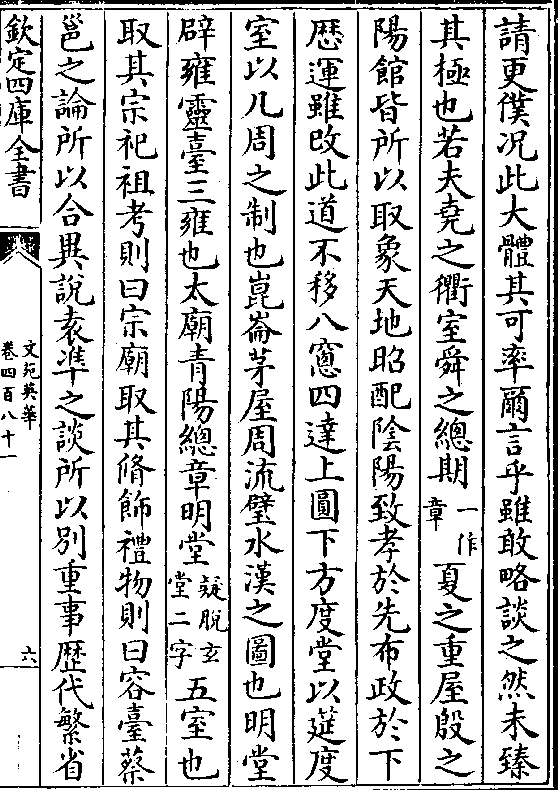 請更僕况此大體其可率爾言乎雖敢略談之然未臻
其極也若夫堯之衢室舜之總期一作章夏之重屋殷之
陽館皆所以取象天地昭配陰陽致孝於先布政於下
歴運雖改此道不移八窻四達上圓下方度堂以筵度
室以几周之制也崑崙茅屋周流璧水漢之圖也明堂
辟雍靈臺三雍也太廟青陽總章明堂疑脱玄堂二字五室也
取其宗祀祖考則曰宗廟取其脩飾禮物則曰容臺蔡
邕之論所以合異說袁準之談所以別重事歴代繁省
欽定四庫全書
文苑英華
卷四百八十一
六